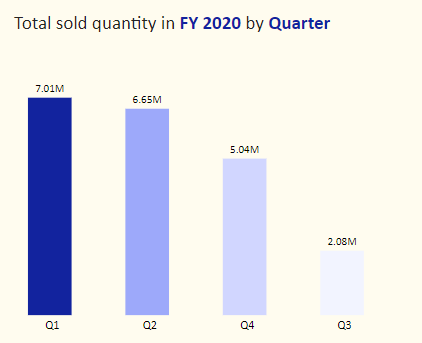 Total sold quantity in FY 2020 by Quarter
7.01M
6.65M
5.04M
2.08M
Q1 Q2 Q4 Q3